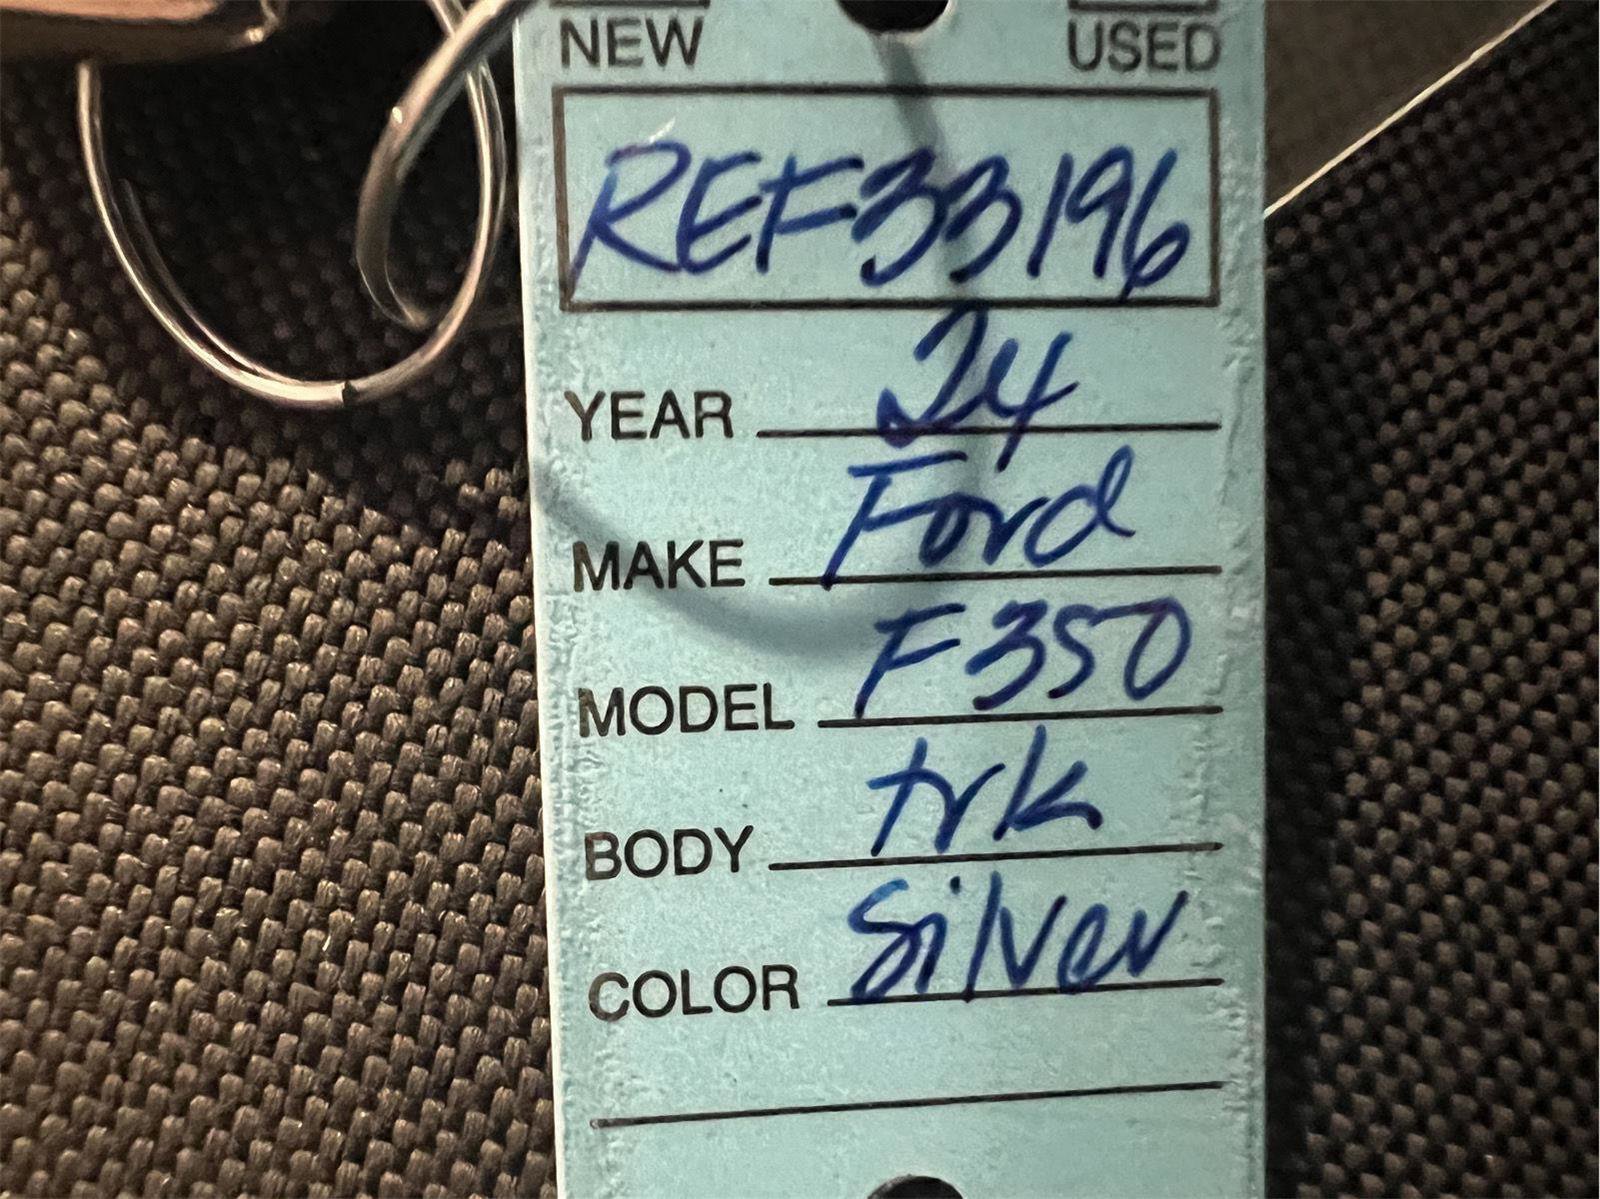 NEW USED
REF33196
YEAR 24
MAKE Ford
MODEL F350
BODY trk
COLOR Silver